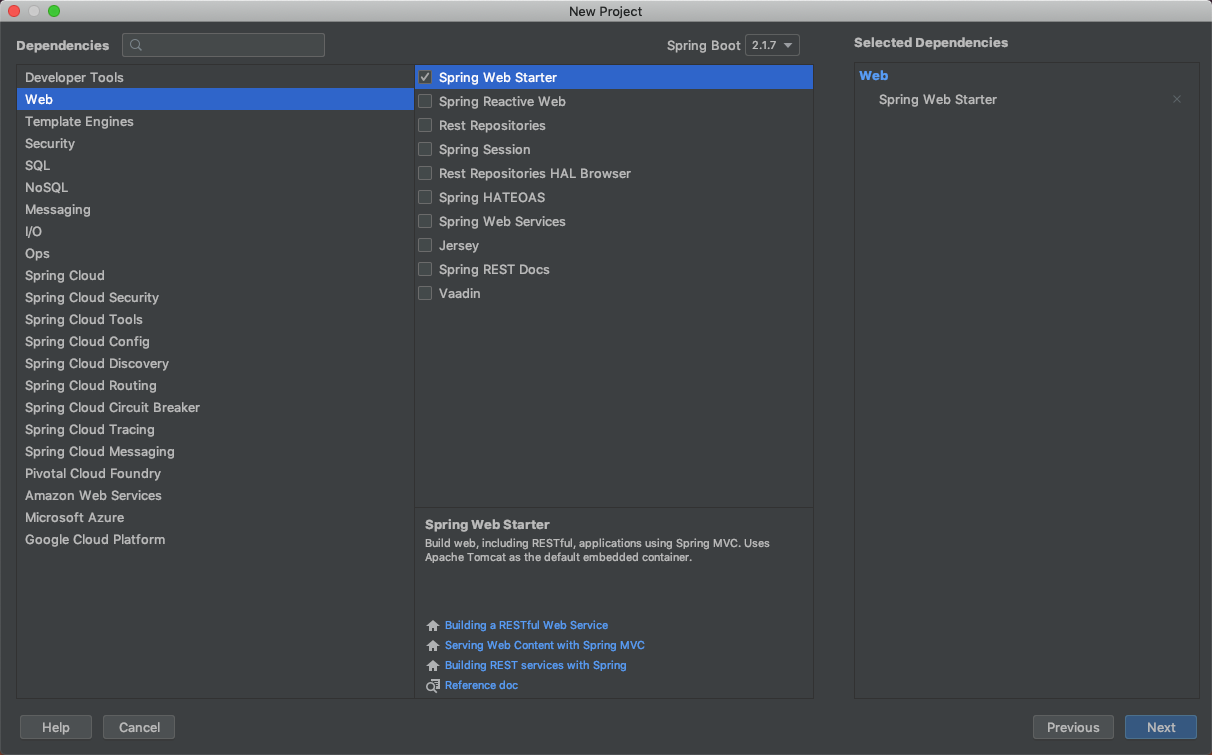 New Project
Dependencies
Spring Boot 2.1.7
Selected Dependencies
Developer Tools
Web
Template Engines
Security
SQL
NoSQL
Messaging
I/O
Ops
Spring Cloud
Spring Cloud Security
Spring Cloud Tools
Spring Cloud Config
Spring Cloud Discovery
Spring Cloud Routing
Spring Cloud Circuit Breaker
Spring Cloud Tracing
Spring Cloud Messaging
Pivotal Cloud Foundry
Amazon Web Services
Microsoft Azure
Google Cloud Platform
Spring Web Starter
Spring Reactive Web
Rest Repositories
Spring Session
Rest Repositories HAL Browser
Spring HATEOAS
Spring Web Services
Jersey
Spring REST Docs
Vaadin
Spring Web Starter
Build web, including RESTful, applications using Spring MVC. Uses
Apache Tomcat as the default embedded container.
Building a RESTful Web Service
Serving Web Content with Spring MVC
Building REST services with Spring
Reference doc
Web
Spring Web Starter
Help
Cancel
Previous
Next